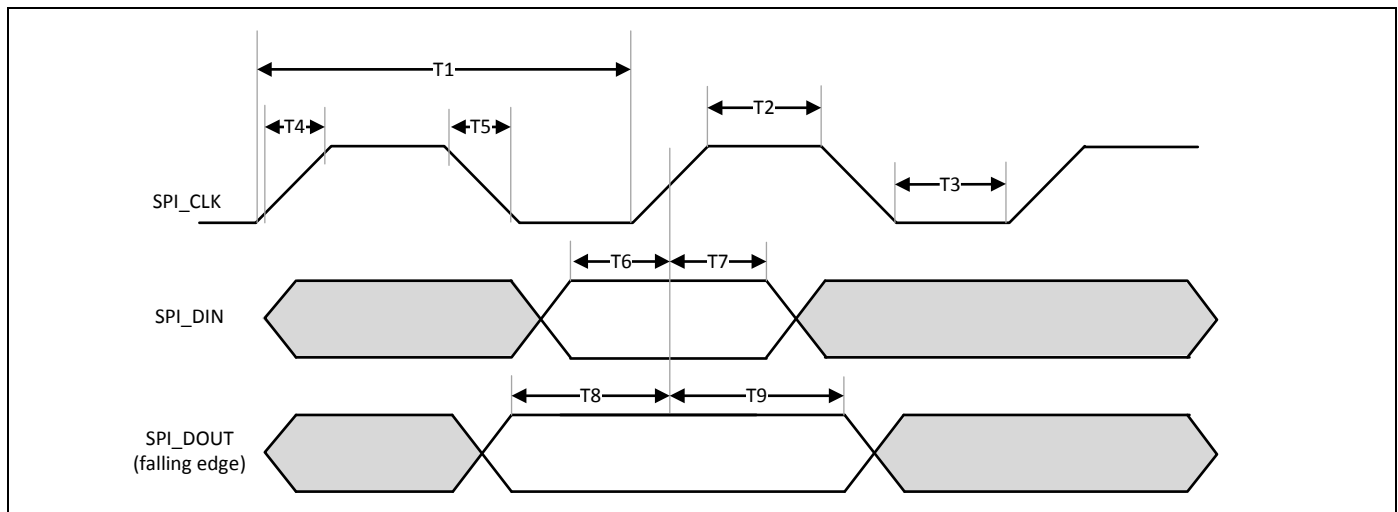 T1
T2
T4
T5
T3
SPI_CLK
T6
T7
SPI_DIN
T8
T9
SPI_DOUT
(falling edge)